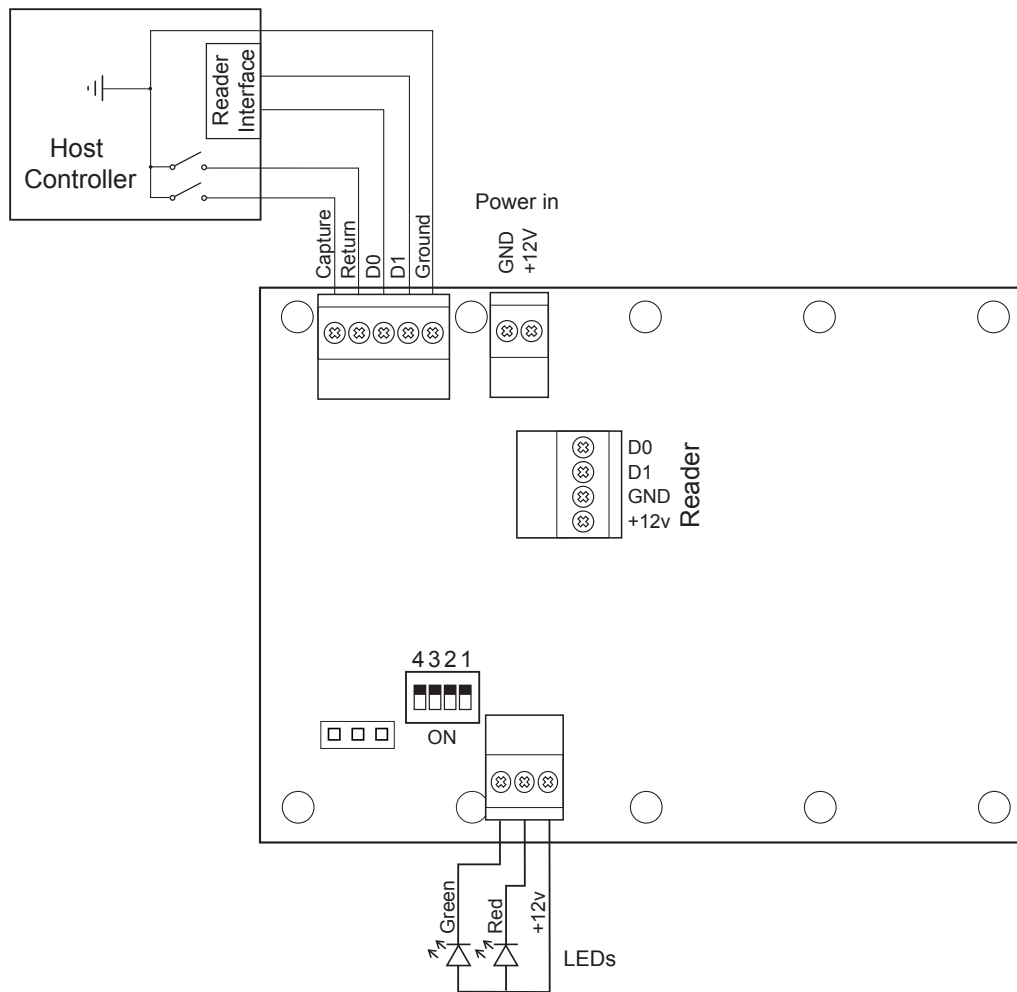 Reader
Interface
Host
Controller
Capture
Return
D0
D1
Ground
Power in
GND
+12V
D0
D1
GND
+12v
Reader
4321
ON
Green
Red
+12v
LEDs